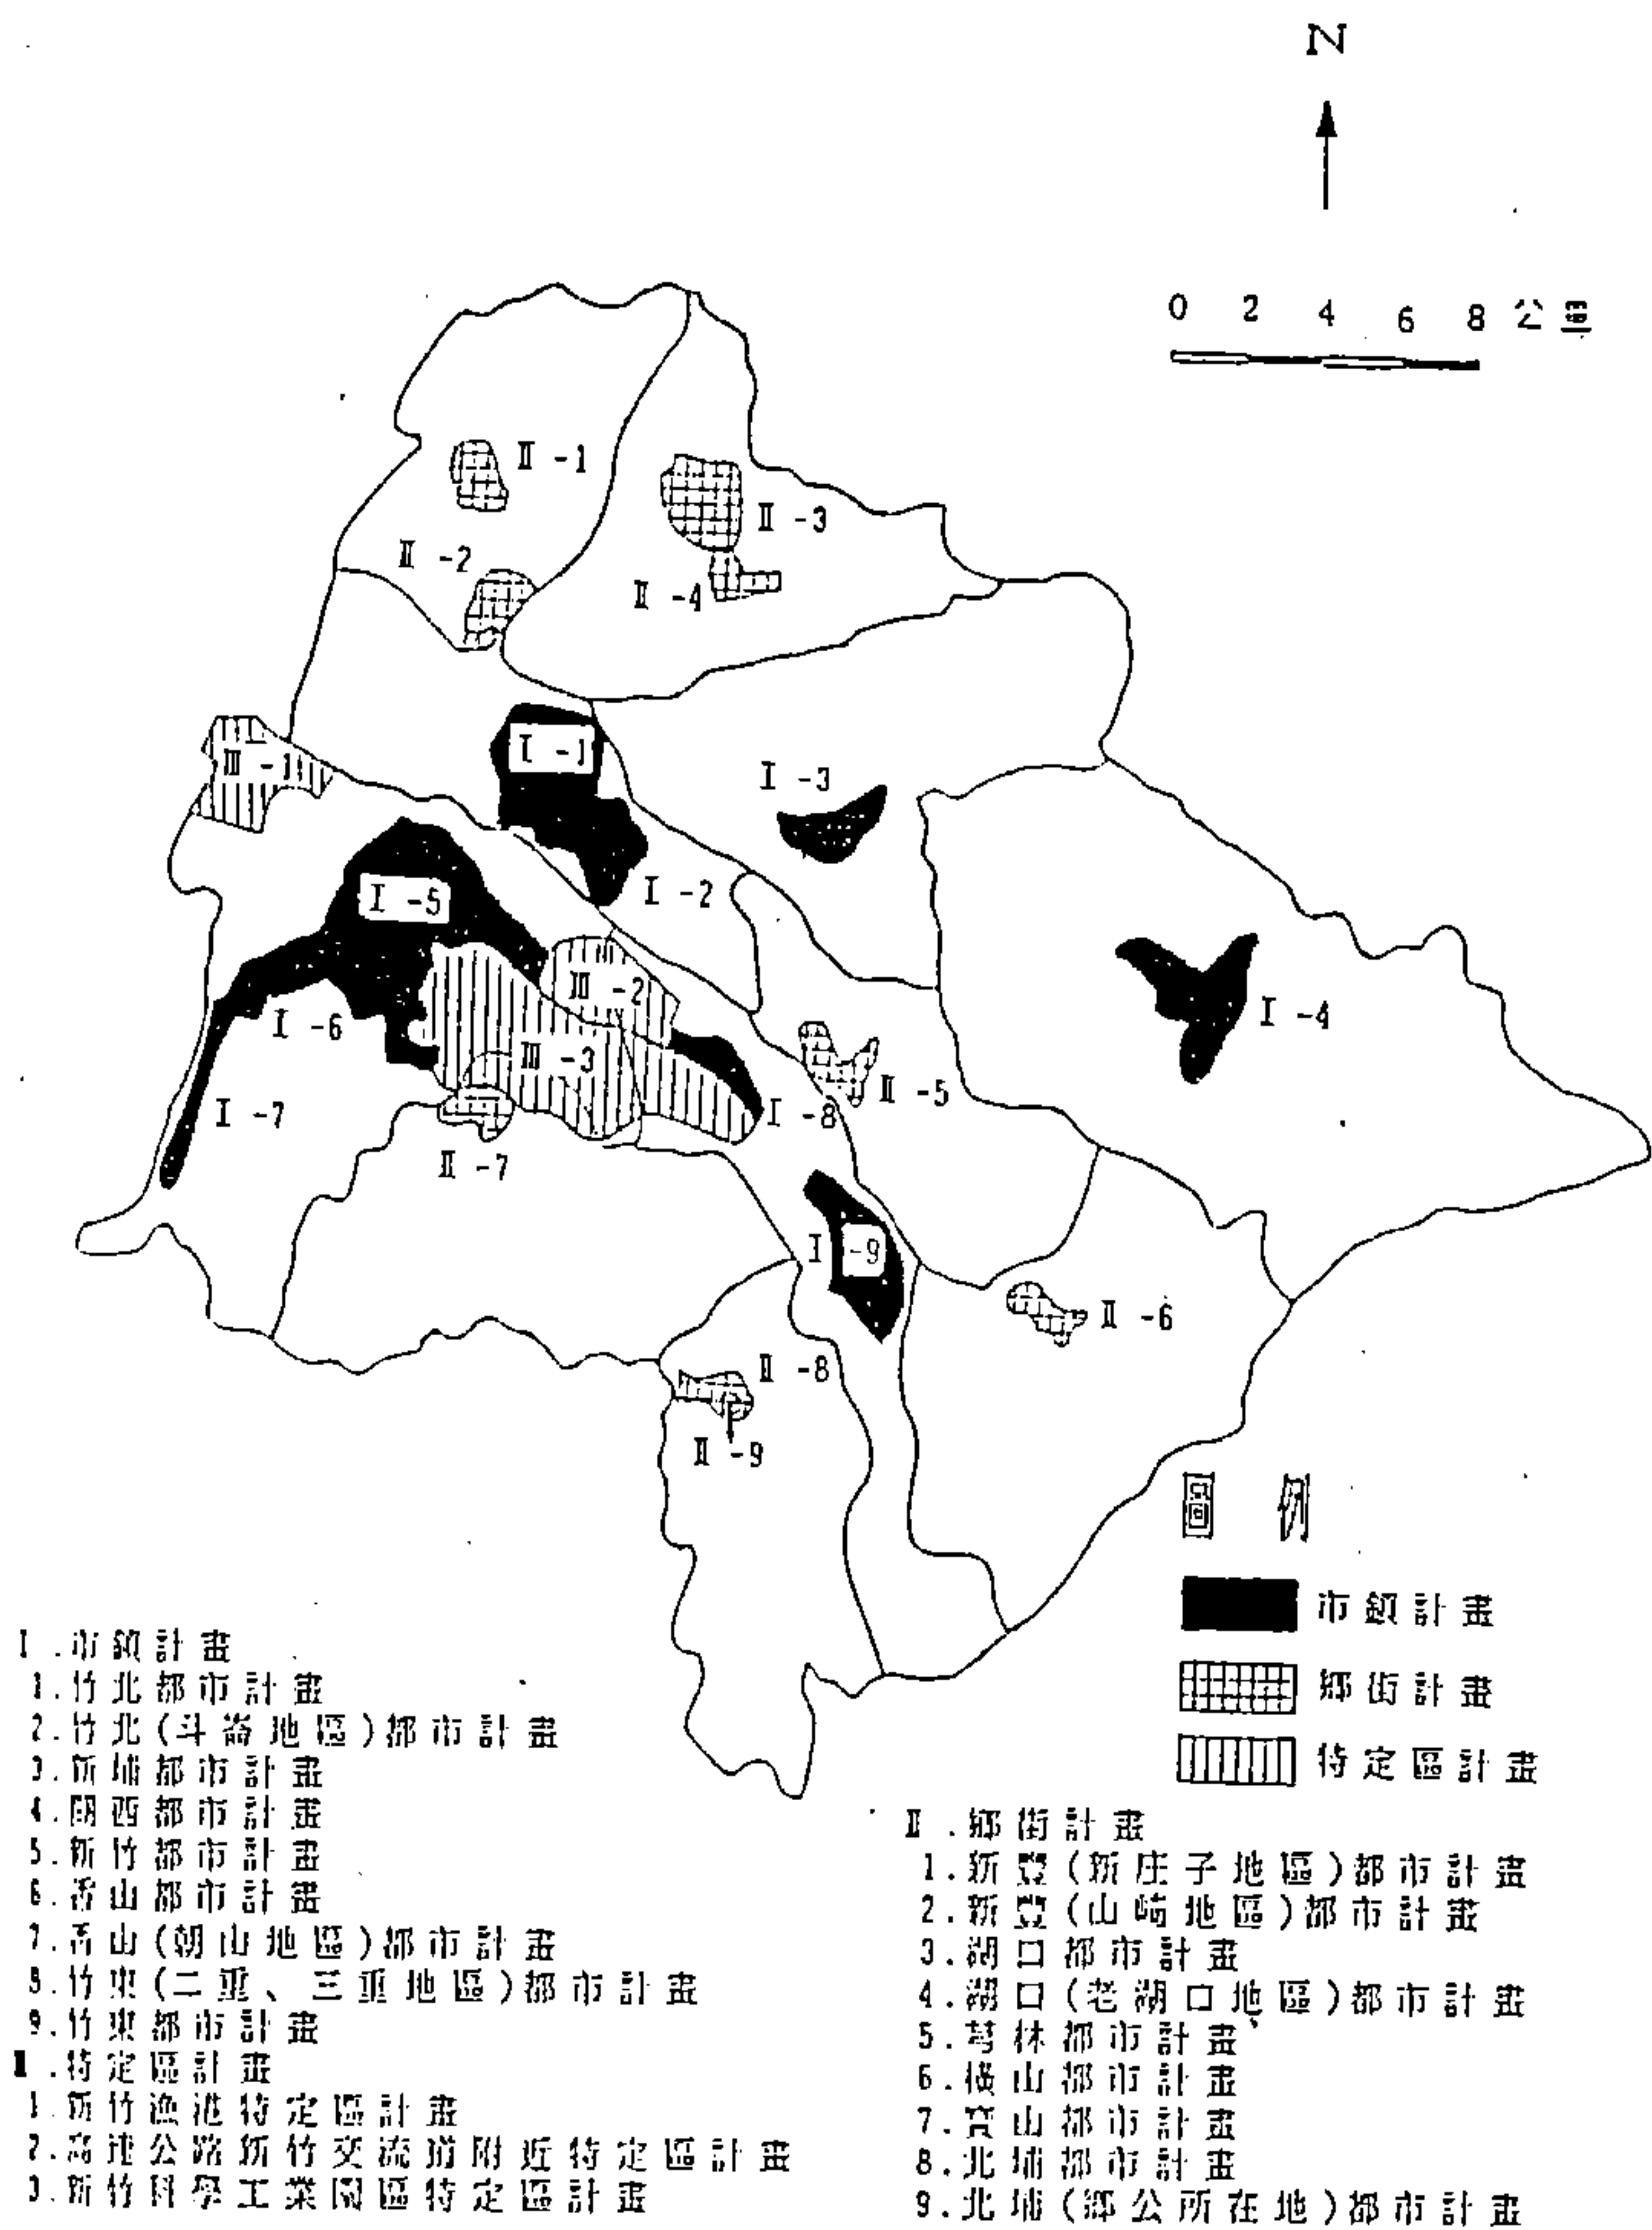 N
0 2 4 6 8 公里
II-1
II-2
II-3
II-4
III-1
I-1
I-3
I-5
I-2
III-2
I-4
I-6
III-3
II-5
I-7
I-8
II-7
I-9
II-6
II-8
II-9
圖例
市鎮計畫
鄉街計畫
特定區計畫
I.市鎮計畫
1.竹北都市計畫
2.竹北(斗崙地區)都市計畫
3.新埔都市計畫
4.關西都市計畫
5.新竹都市計畫
6.香山都市計畫
7.香山(朝山地區)都市計畫
8.竹東(二重、三重地區)都市計畫
9.竹東都市計畫
III.特定區計畫
1.新竹漁港特定區計畫
2.高速公路新竹交流道附近特定區計畫
3.新竹科學工業園區特定區計畫
II.鄉街計畫
1.新豐(新庄子地區)都市計畫
2.新豐(山崎地區)都市計畫
3.湖口都市計畫
4.湖口(老湖口地區)都市計畫
5.芎林都市計畫
6.橫山都市計畫
7.寶山都市計畫
8.北埔都市計畫
9.北埔(鄉公所在地)都市計畫